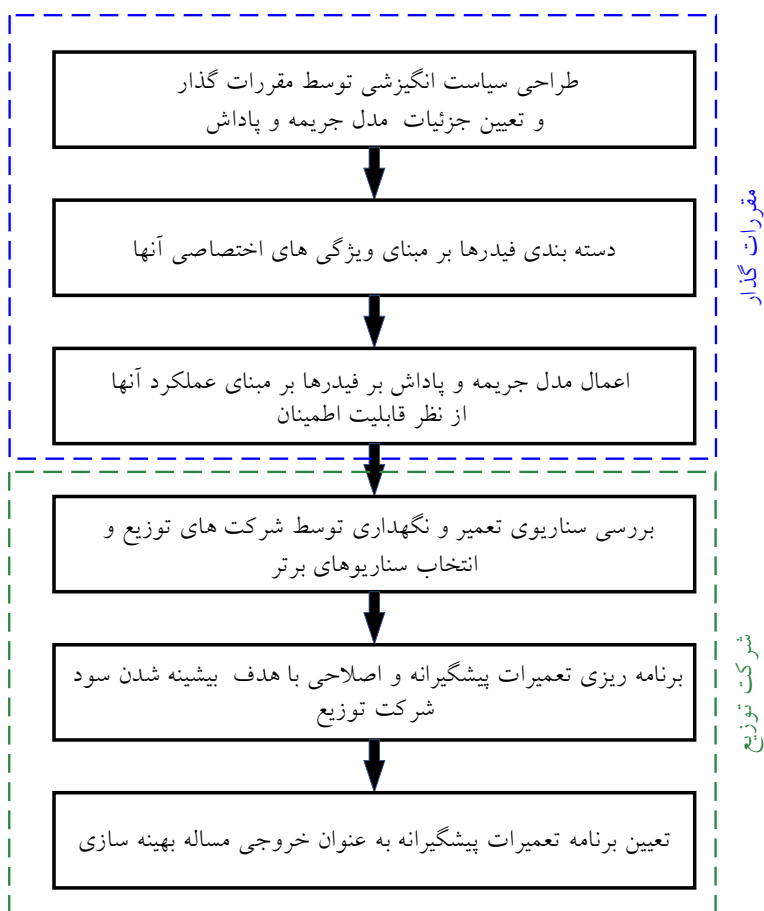 طراحی سیاست انگیزشی توسط مقررات گذار
و تعیین جزئیات مدل جریمه و پاداش
دسته بندی فیدرها بر مبنای ویژگی های اختصاصی آنها
اعمال مدل جریمه و پاداش بر فیدرها بر مبنای عملکرد آنها
از نظر قابلیت اطمینان
مقررات گذار
بررسی سناریوی تعمیر و نگهداری توسط شرکت های توزیع و
انتخاب سناریوهای برتر
برنامه ریزی تعمیرات پیشگیرانه و اصلاحی با هدف بیشینه شدن سود
شرکت توزیع
تعیین برنامه تعمیرات پیشگیرانه به عنوان خروجی مساله بهینه سازی
شرکت توزیع